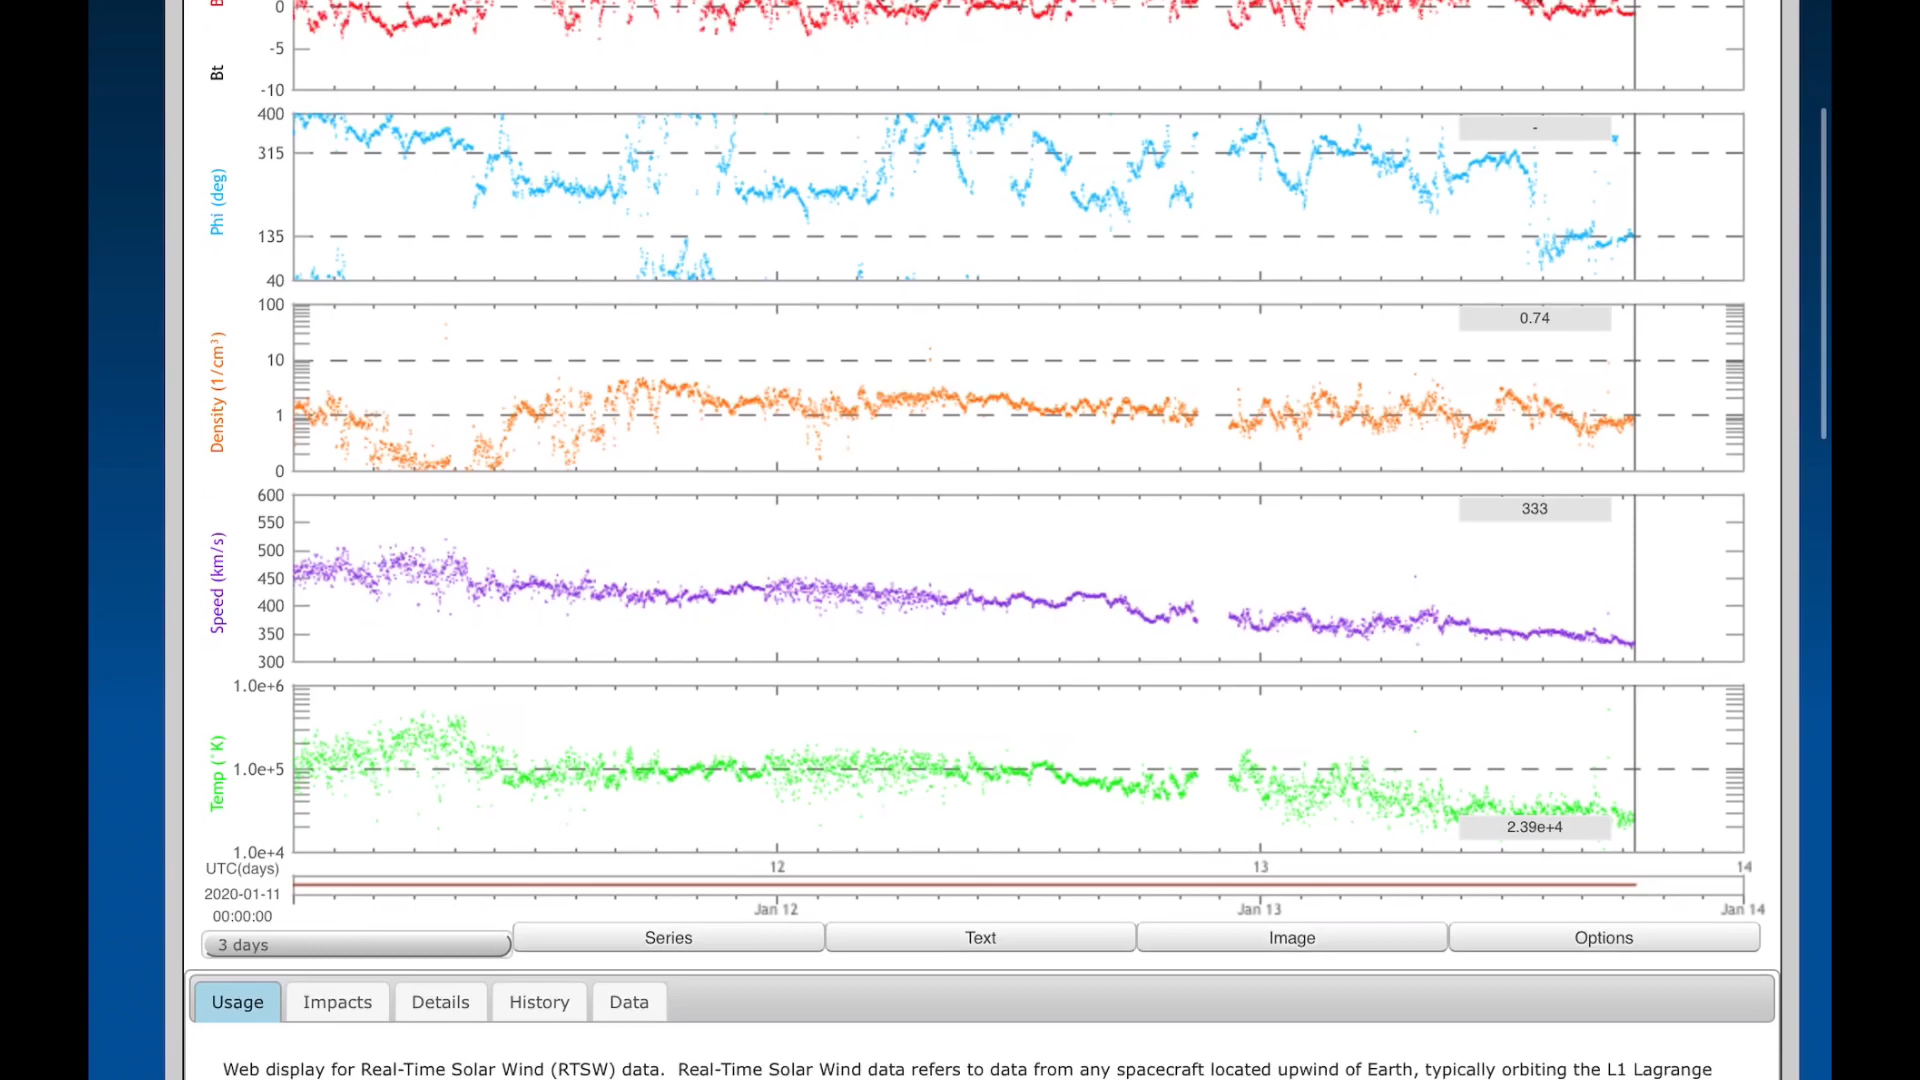 0
-5
-10
Bt
400
315
135
40
Phi (deg)
-
100
10
1
0
Density (1/cm³)
0.74
600
550
500
450
400
350
300
Speed (km/s)
333
1.0e+6
1.0e+5
1.0e+4
Temp (°K)
2.39e+4
UTC(days)
12
13
14
2020-01-11
00:00:00
Jan 12
Jan 13
Jan 14
3 days
Series
Text
Image
Options
Usage
Impacts
Details
History
Data
Web display for Real-Time Solar Wind (RTSW) data. Real-Time Solar Wind data refers to data from any spacecraft located upwind of Earth, typically orbiting the L1 Lagrange